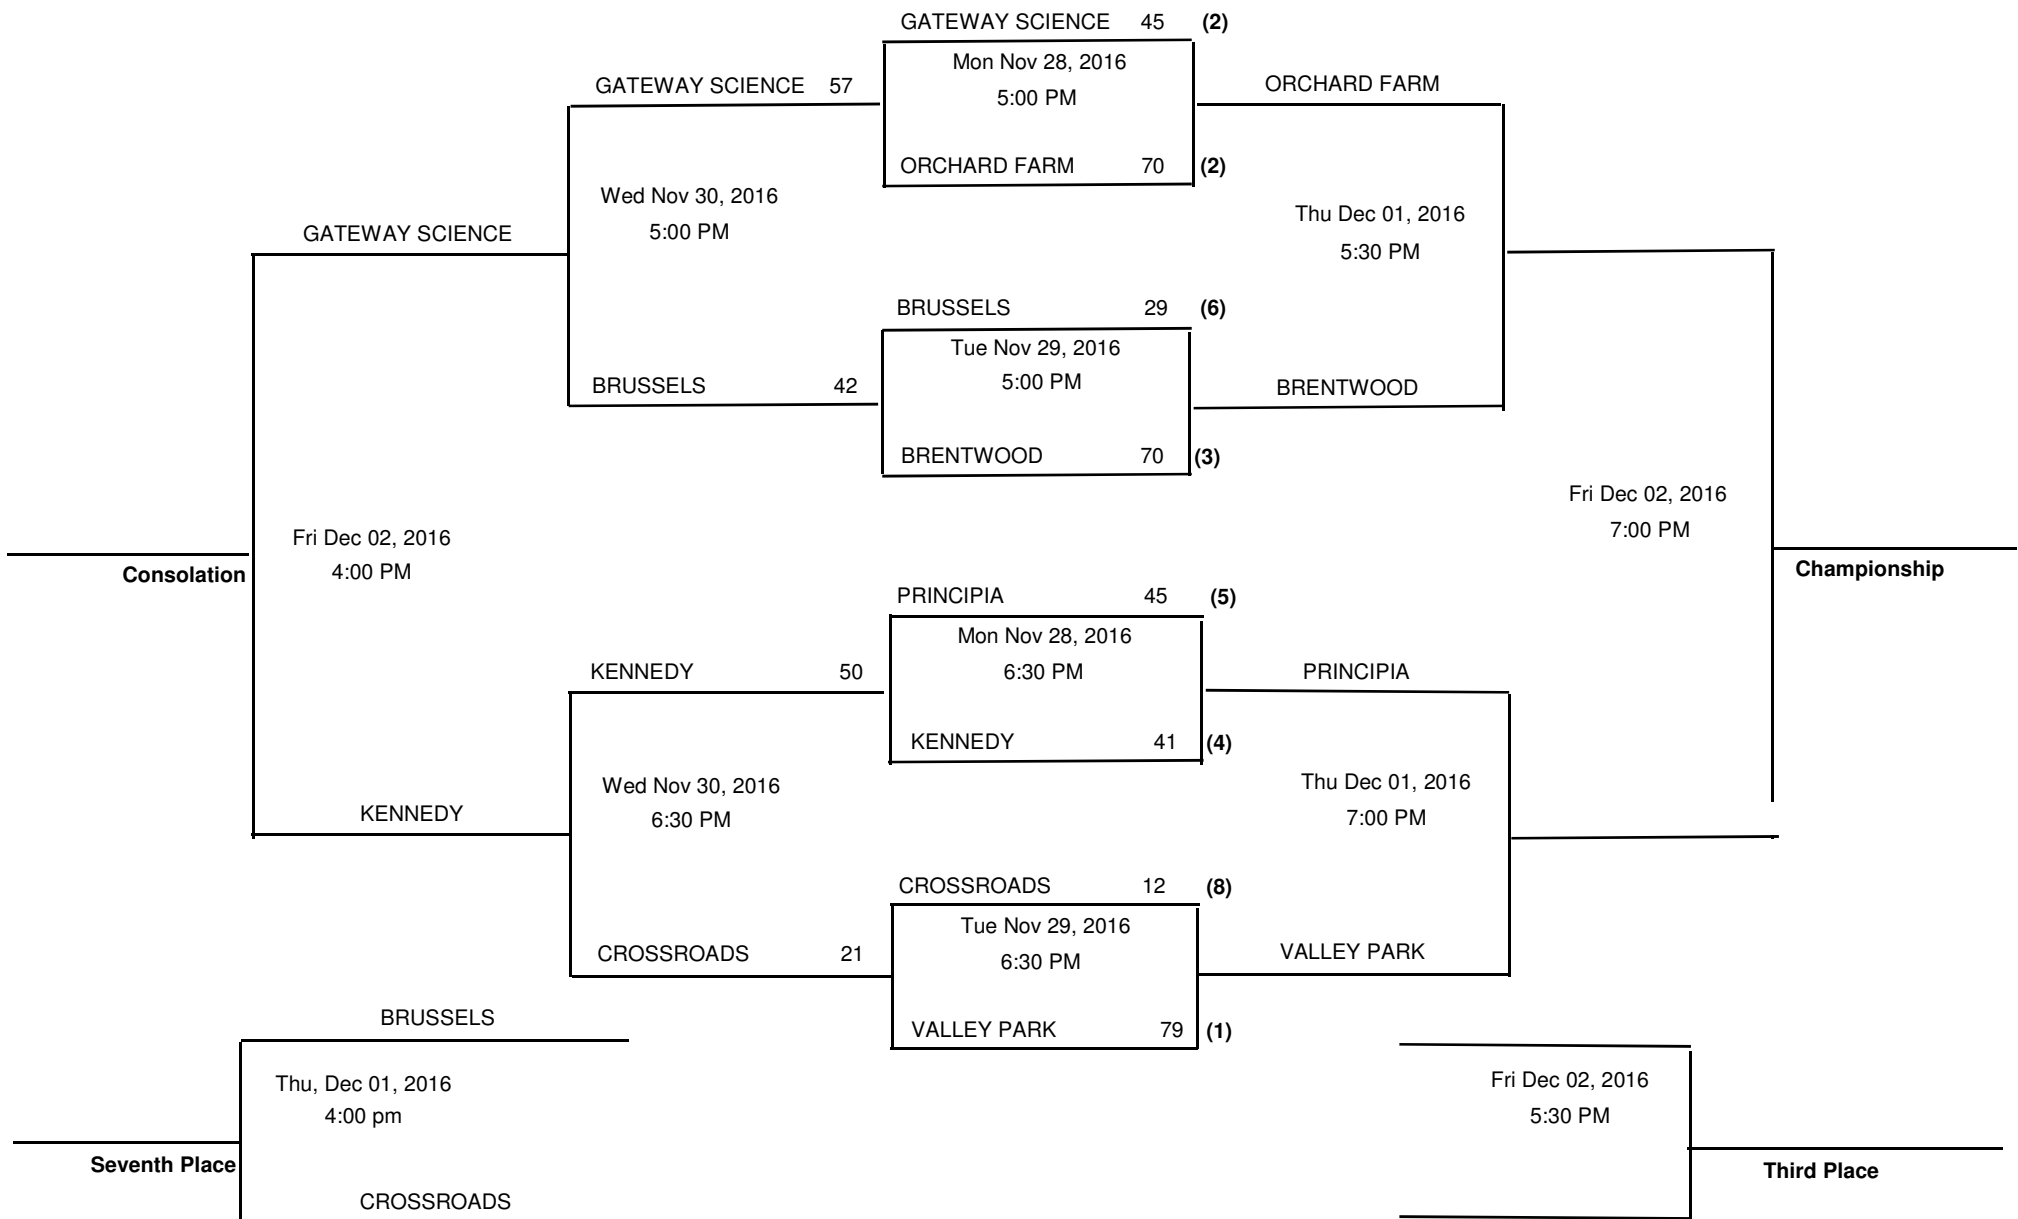 GATEWAY SCIENCE 45 (2)
Mon Nov 28, 2016
GATEWAY SCIENCE 57
5:00 PM
ORCHARD FARM
ORCHARD FARM 70 (2)
Wed Nov 30, 2016
5:00 PM
Thu Dec 01, 2016
5:30 PM
GATEWAY SCIENCE
BRUSSELS 29 (6)
Tue Nov 29, 2016
5:00 PM
BRUSSELS 42
BRENTWOOD
BRENTWOOD 70 (3)
Fri Dec 02, 2016
7:00 PM
Fri Dec 02, 2016
4:00 PM
Consolation
Championship
PRINCIPIA 45 (5)
Mon Nov 28, 2016
6:30 PM
KENNEDY 50
PRINCIPIA
KENNEDY 41 (4)
Wed Nov 30, 2016
6:30 PM
Thu Dec 01, 2016
7:00 PM
KENNEDY
CROSSROADS 12 (8)
Tue Nov 29, 2016
6:30 PM
CROSSROADS 21
VALLEY PARK
VALLEY PARK 79 (1)
BRUSSELS
Thu, Dec 01, 2016
4:00 pm
Fri Dec 02, 2016
5:30 PM
Seventh Place
Third Place
CROSSROADS